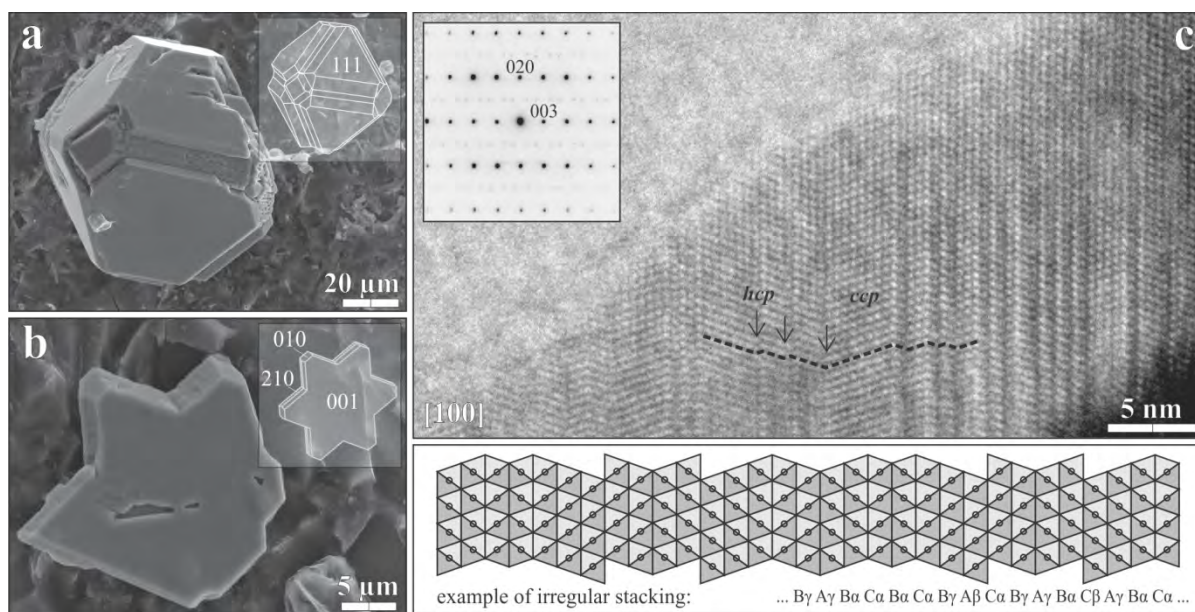 a
111
20 µm
b
010
210
001
5 µm
c
020
003
hcp
ccp
[100]
5 nm
example of irregular stacking:
... Bγ Aγ Bα Cα Bα Cα Bγ Aβ Cα Bγ Aγ Bα Cβ Aγ Bα Cα ...